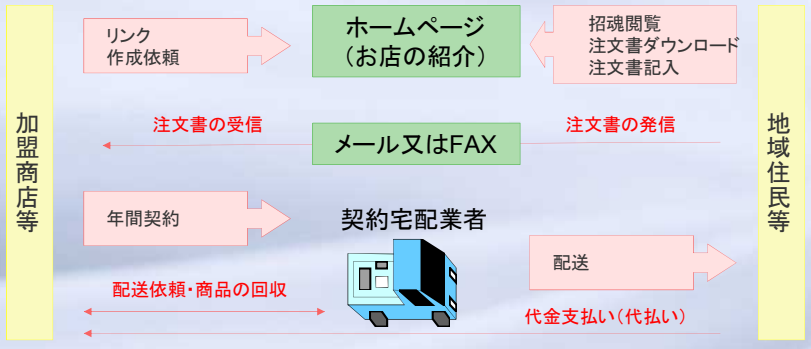 加盟商店等
リンク
作成依頼
ホームページ
（お店の紹介）
招魂閲覧
注文書ダウンロード
注文書記入
注文書の受信
メール又はFAX
注文書の発信
年間契約
契約宅配業者
配送
配送依頼・商品の回収
代金支払い（代払い）
地域住民等